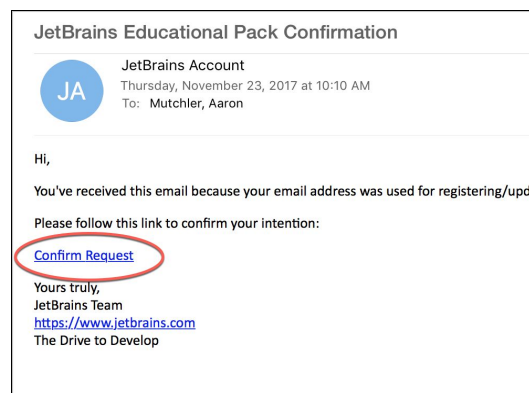 JetBrains Educational Pack Confirmation
JA
JetBrains Account
Thursday, November 23, 2017 at 10:10 AM
To: Mutchler, Aaron
Hi,
You've received this email because your email address was used for registering/upd
Please follow this link to confirm your intention:
Confirm Request
Yours truly,
JetBrains Team
https://www.jetbrains.com
The Drive to Develop